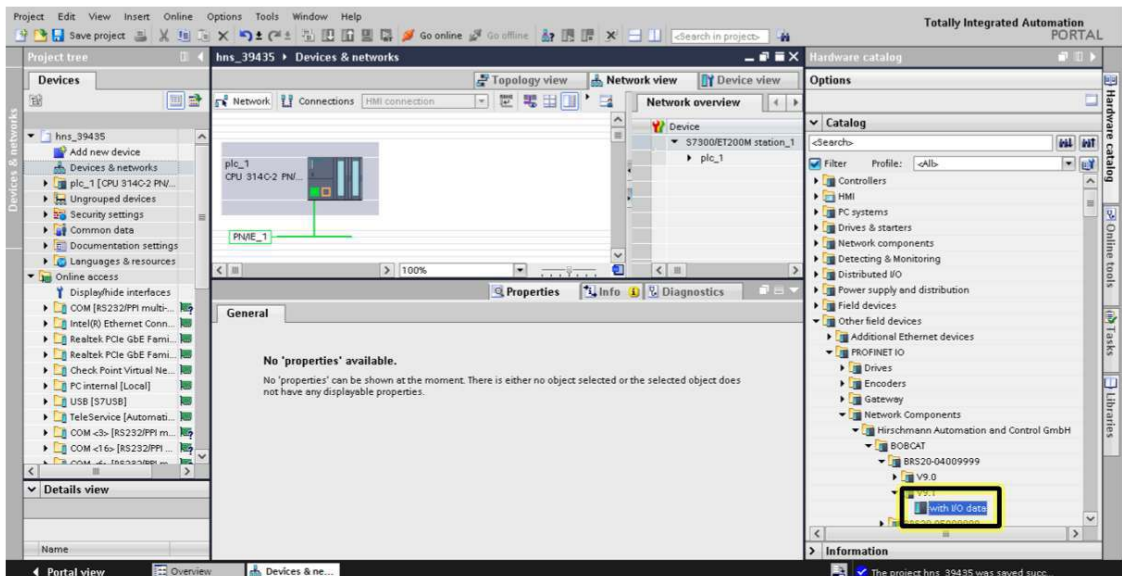 Project Edit View Insert Online Options Tools Window Help
Totally Integrated Automation
PORTAL
Save project
Go online
Go offline
<Search in project>
Project tree
Devices
Devices & networks
hns_39435
Add new device
Devices & networks
plc_1 [CPU 314C-2 PN/...
Ungrouped devices
Security settings
Common data
Documentation settings
Languages & resources
Online access
Display/hide interfaces
COM [RS232/PPI multi-...
Intel(R) Ethernet Conn...
Realtek PCIe GbE Fami...
Realtek PCIe GbE Fami...
Check Point Virtual Ne...
PC internal [Local]
USB [S7USB]
TeleService [Automati...
COM <3> [RS232/PPI m...
COM <16> [RS232/PPI ...
Details view
Name
hns_39435 Devices & networks
Topology view
Network view
Device view
Network
Connections
HMI connection
plc_1
CPU 314C-2 PN/...
PN/IE_1
100%
Network overview
Device
S7300/ET200M station_1
plc_1
Properties
Info
Diagnostics
General
No 'properties' available.
No 'properties' can be shown at the moment. There is either no object selected or the selected object does
not have any displayable properties.
Hardware catalog
Options
Catalog
<Search>
Filter Profile: <All>
Controllers
HMI
PC systems
Drives & starters
Network components
Detecting & Monitoring
Distributed I/O
Power supply and distribution
Field devices
Other field devices
Additional Ethernet devices
PROFINET IO
Drives
Encoders
Gateway
Network Components
Hirschmann Automation and Control GmbH
BOBCAT
BRS20-04009999
V9.0
V9.1
with I/O data
Information
Hardware catalog
Online tools
Tasks
Libraries
Portal view
Overview
Devices & ne...
The project hns_39435 was saved succ...